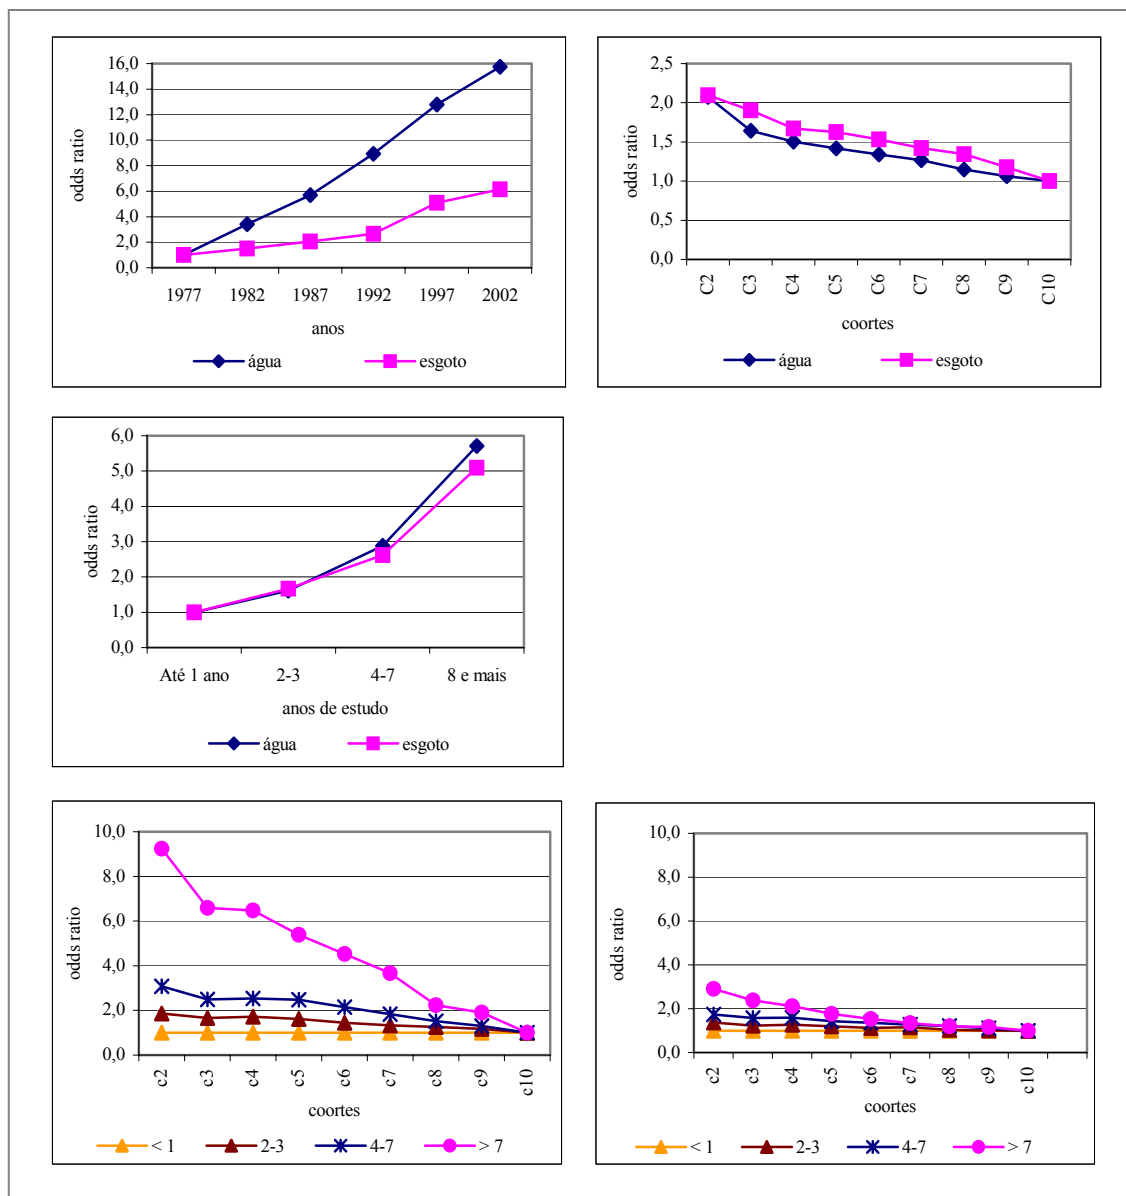 16,0
14,0
12,0
10,0
8,0
6,0
4,0
2,0
0,0
odds ratio
1977 1982 1987 1992 1997 2002
anos
água esgoto
2,5
2,0
1,5
1,0
0,5
0,0
odds ratio
C2 C3 C4 C5 C6 C7 C8 C9 C10
coortes
água esgoto
6,0
5,0
4,0
3,0
2,0
1,0
0,0
odds ratio
Até 1 ano 2-3 4-7 8 e mais
anos de estudo
água esgoto
10,0
8,0
6,0
4,0
2,0
0,0
odds ratio
c2 c3 c4 c5 c6 c7 c8 c9 c10
coortes
< 1 2-3 4-7 > 7
10,0
8,0
6,0
4,0
2,0
0,0
odds ratio
c2 c3 c4 c5 c6 c7 c8 c9 c10
coortes
< 1 2-3 4-7 > 7